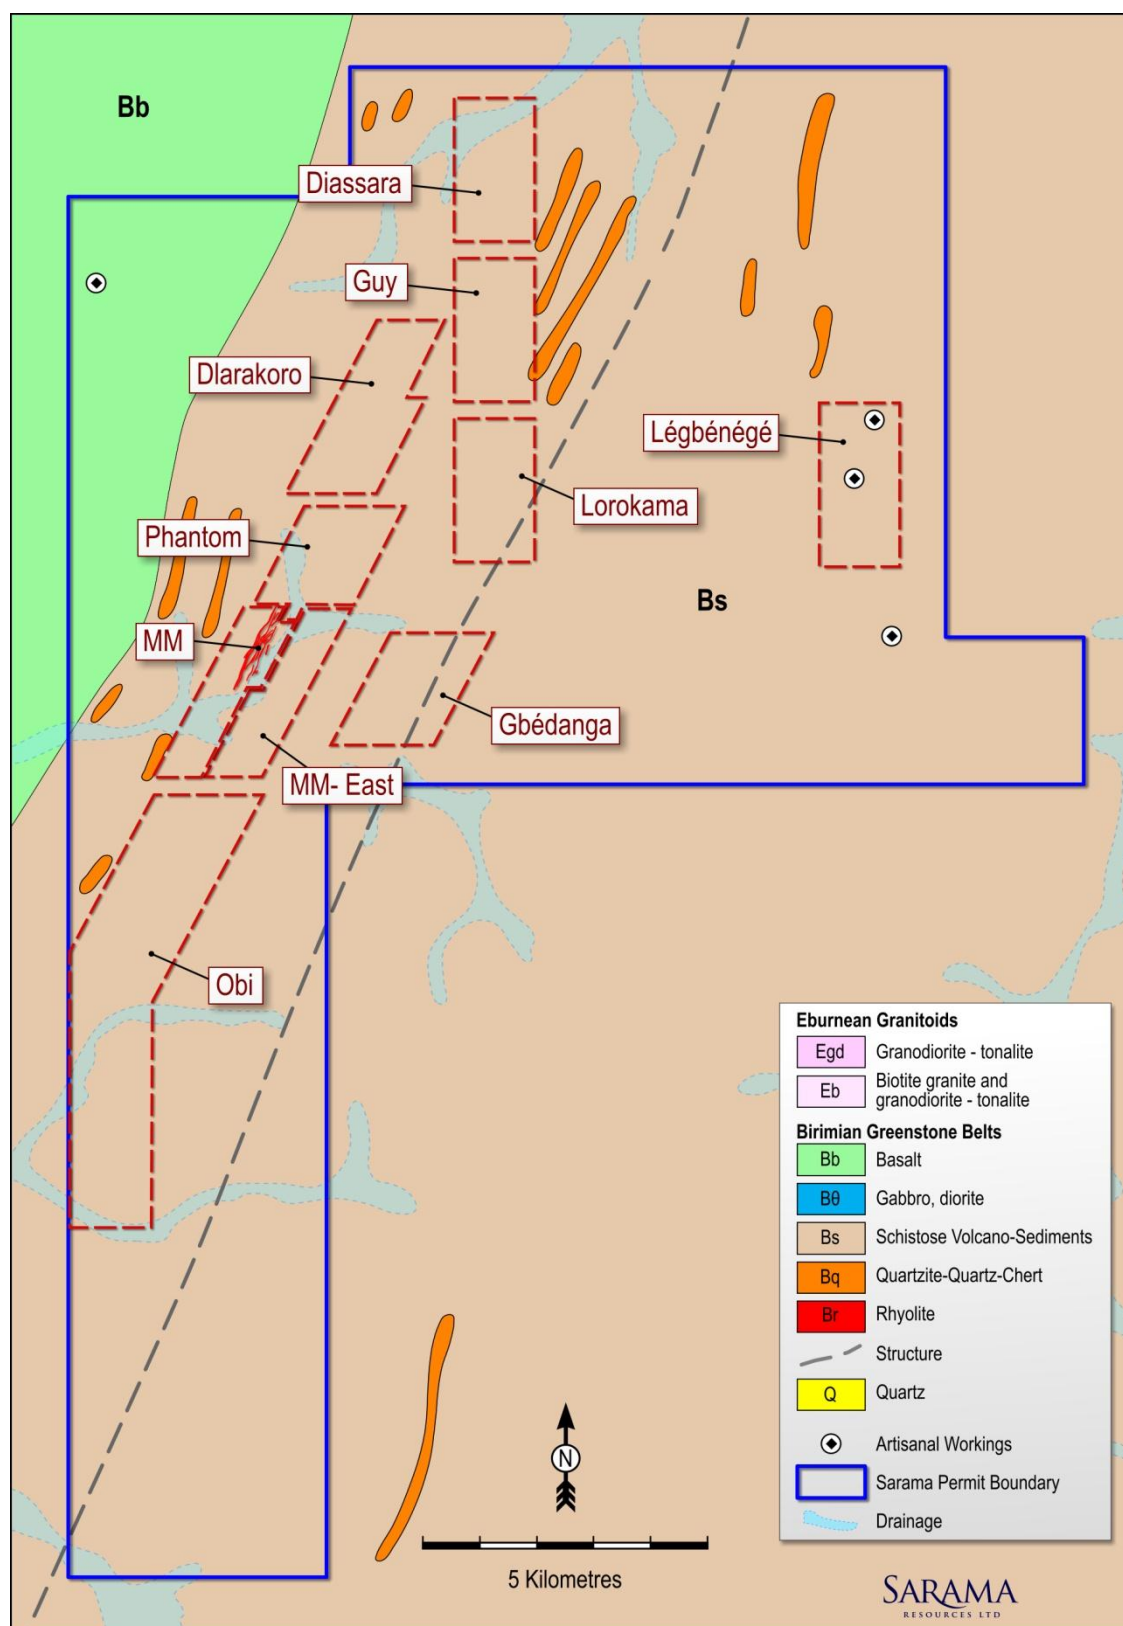 Bb
Diassara
Guy
Dlarakoro
Légbénégé
Lorokama
Phantom
Bs
MM
Gbédanga
MM- East
Obi
Eburnean Granitoids
Egd Granodiorite - tonalite
Eb Biotite granite and
granodiorite - tonalite
Birimian Greenstone Belts
Bb Basalt
Bθ Gabbro, diorite
Bs Schistose Volcano-Sediments
Bq Quartzite-Quartz-Chert
Br Rhyolite
Structure
Q Quartz
Artisanal Workings
Sarama Permit Boundary
Drainage
N
5 Kilometres
SARAMA
RESOURCES LTD